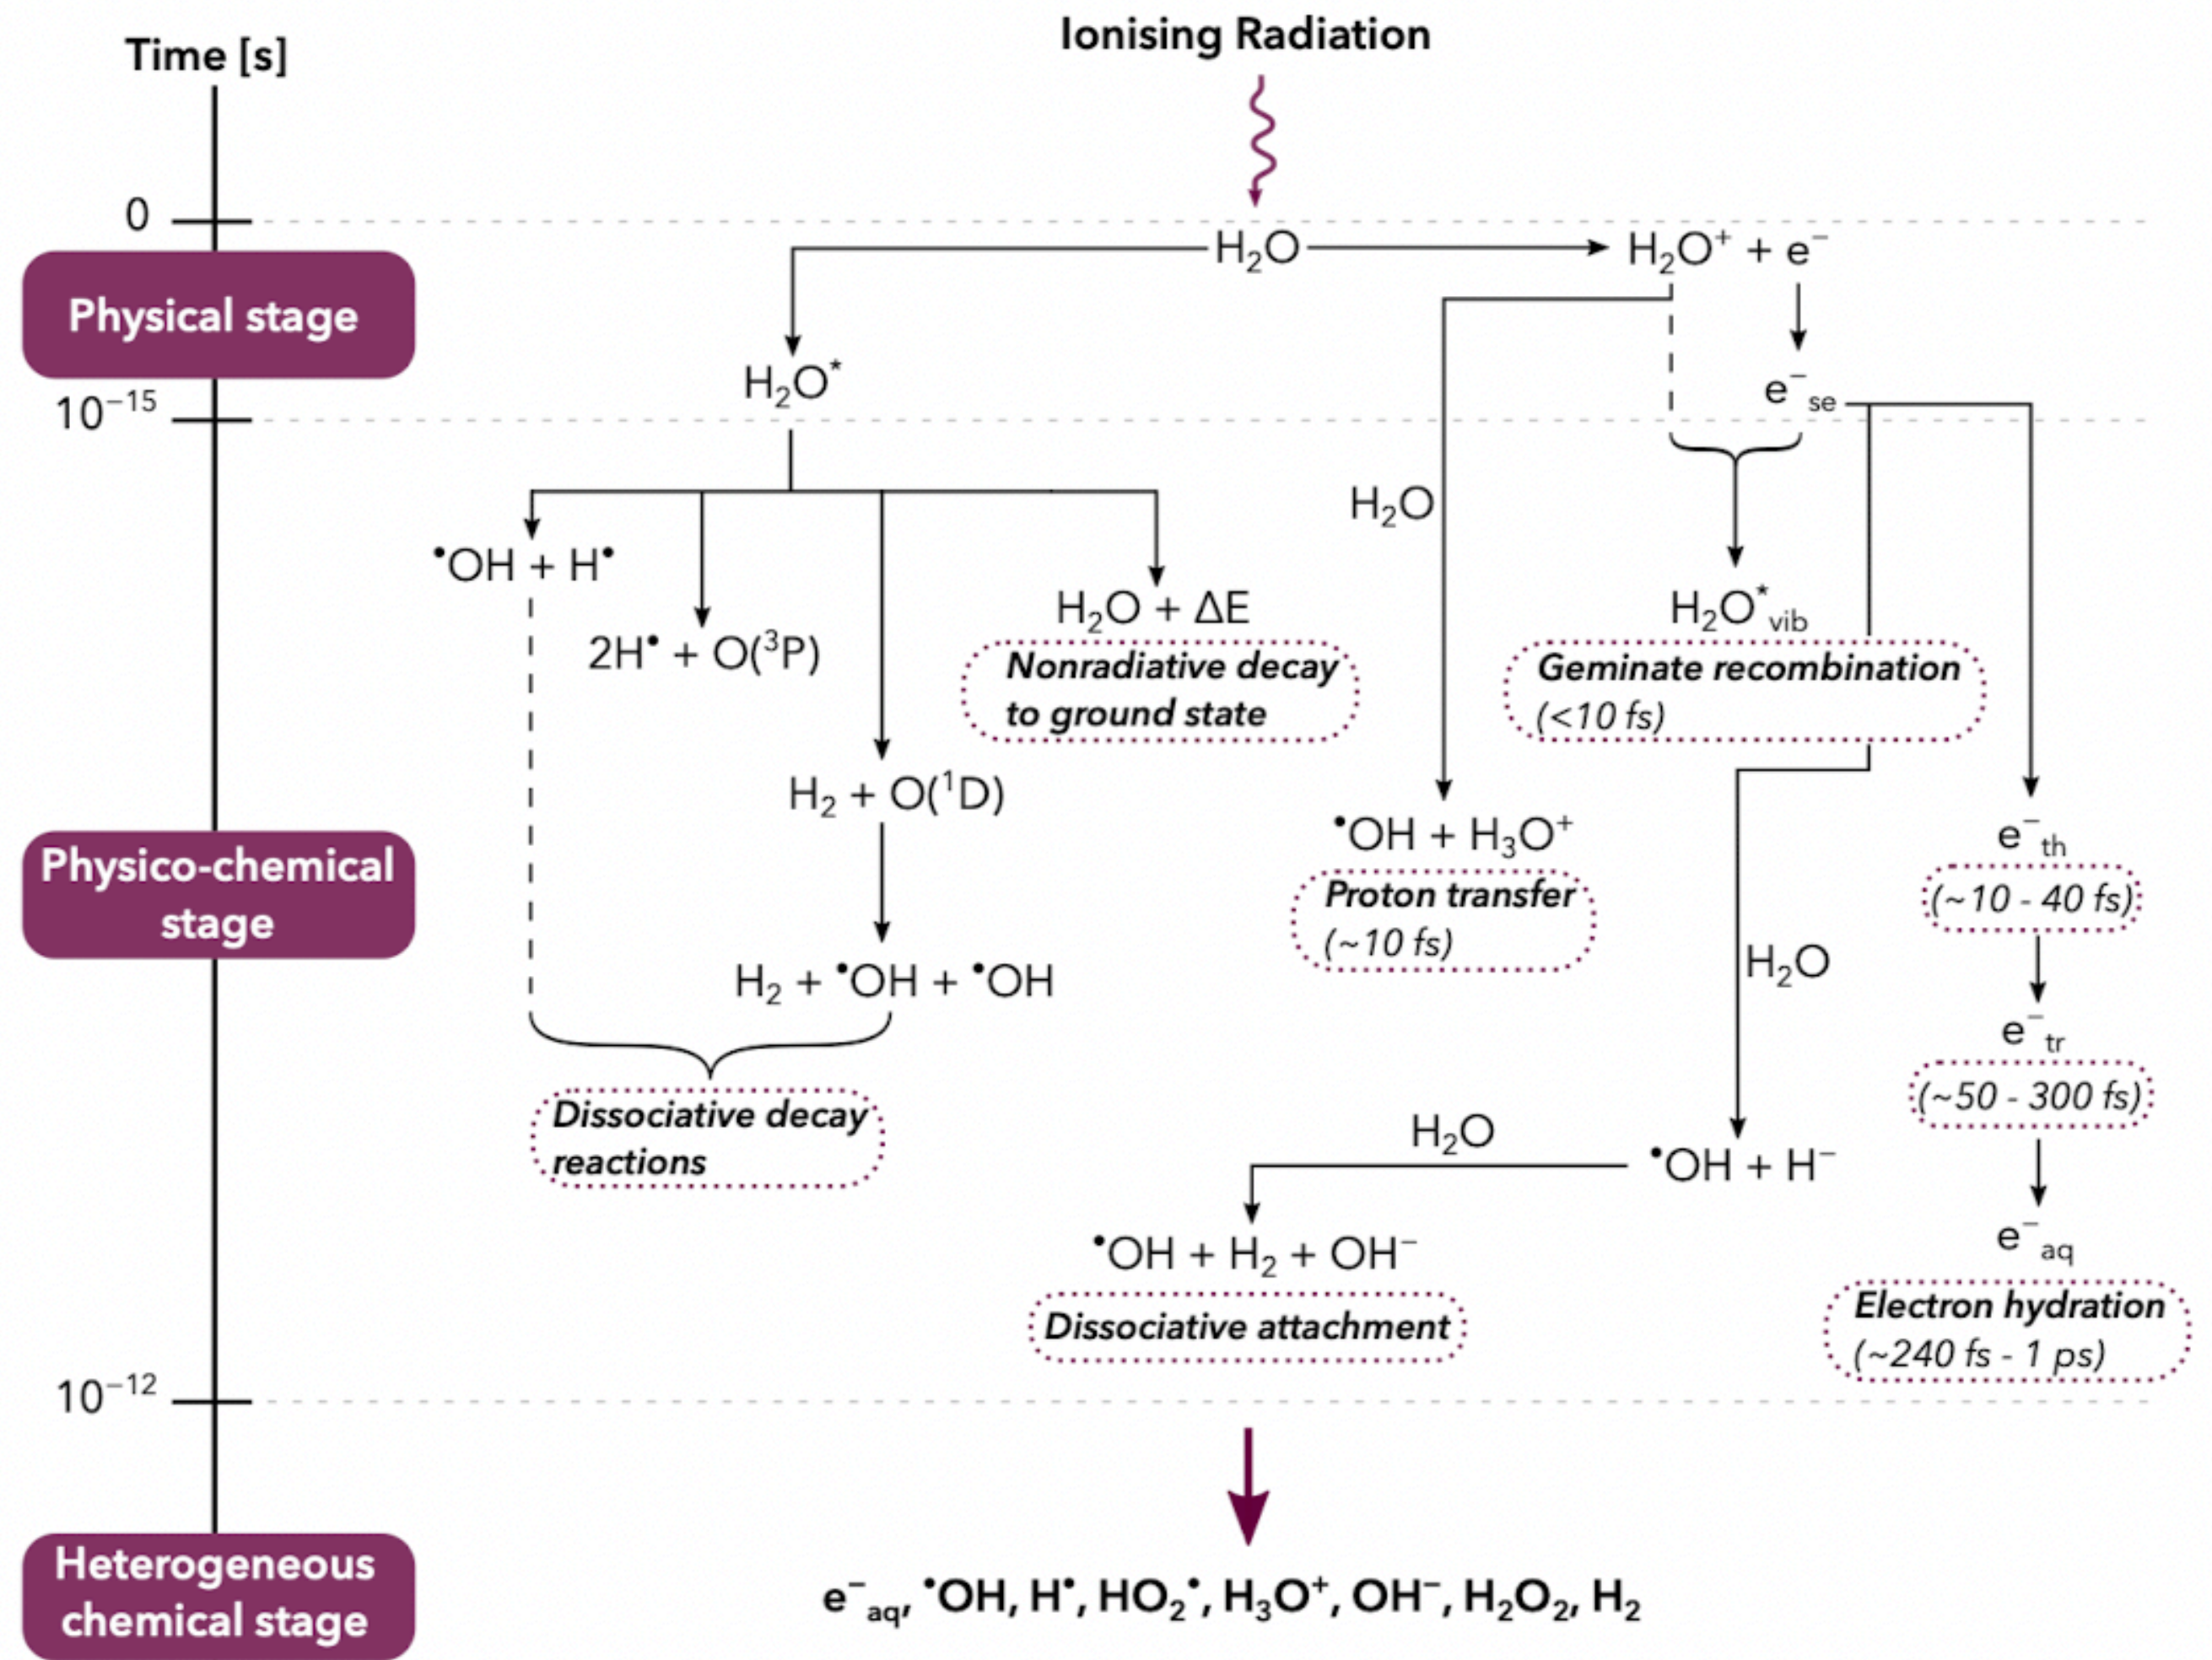 Ionising Radiation
Time [s]
0
H₂O
H₂O⁺ + e⁻
Physical stage
H₂O*
e⁻se
10⁻¹⁵
H₂O
•OH + H•
2H• + O(³P)
H₂O + ΔE
Nonradiative decay
to ground state
H₂O*vib
Geminate recombination
(<10 fs)
H₂ + O(¹D)
•OH + H₃O⁺
Proton transfer
(~10 fs)
e⁻th
(~10 - 40 fs)
Physico-chemical
stage
H₂ + •OH + •OH
H₂O
e⁻tr
(~50 - 300 fs)
Dissociative decay
reactions
H₂O
•OH + H⁻
•OH + H₂ + OH⁻
Dissociative attachment
e⁻aq
Electron hydration
(~240 fs - 1 ps)
10⁻¹²
Heterogeneous
chemical stage
e⁻aq, •OH, H•, HO₂•, H₃O⁺, OH⁻, H₂O₂, H₂